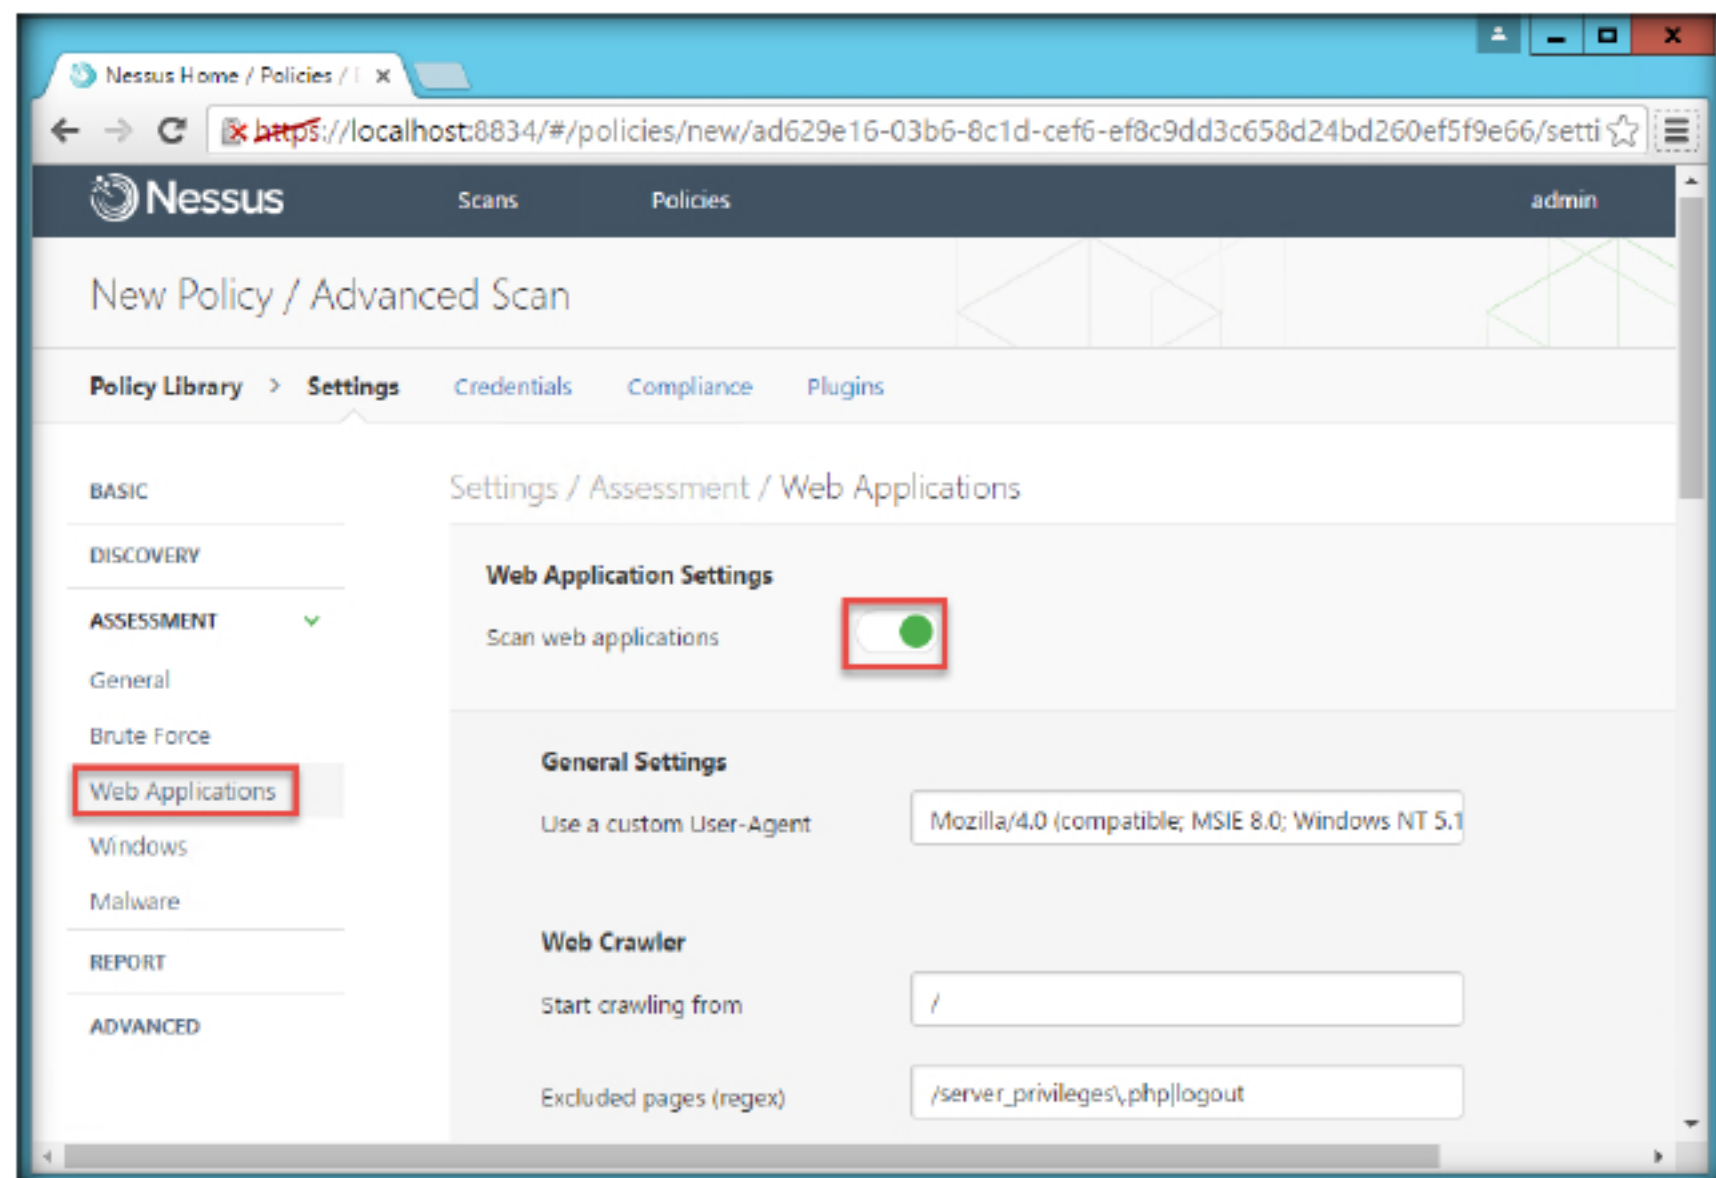 Nessus Home / Policies /
https://localhost:8834/#/policies/new/ad629e16-03b6-8c1d-cef6-ef8c9dd3c658d24bd260ef5f9e66/setti
Nessus Scans Policies admin
New Policy / Advanced Scan
Policy Library > Settings Credentials Compliance Plugins
BASIC
DISCOVERY
ASSESSMENT
General
Brute Force
Web Applications
Windows
Malware
REPORT
ADVANCED
Settings / Assessment / Web Applications
Web Application Settings
Scan web applications
General Settings
Use a custom User-Agent Mozilla/4.0 (compatible; MSIE 8.0; Windows NT 5.1
Web Crawler
Start crawling from /
Excluded pages (regex) /server_privileges\.php|logout